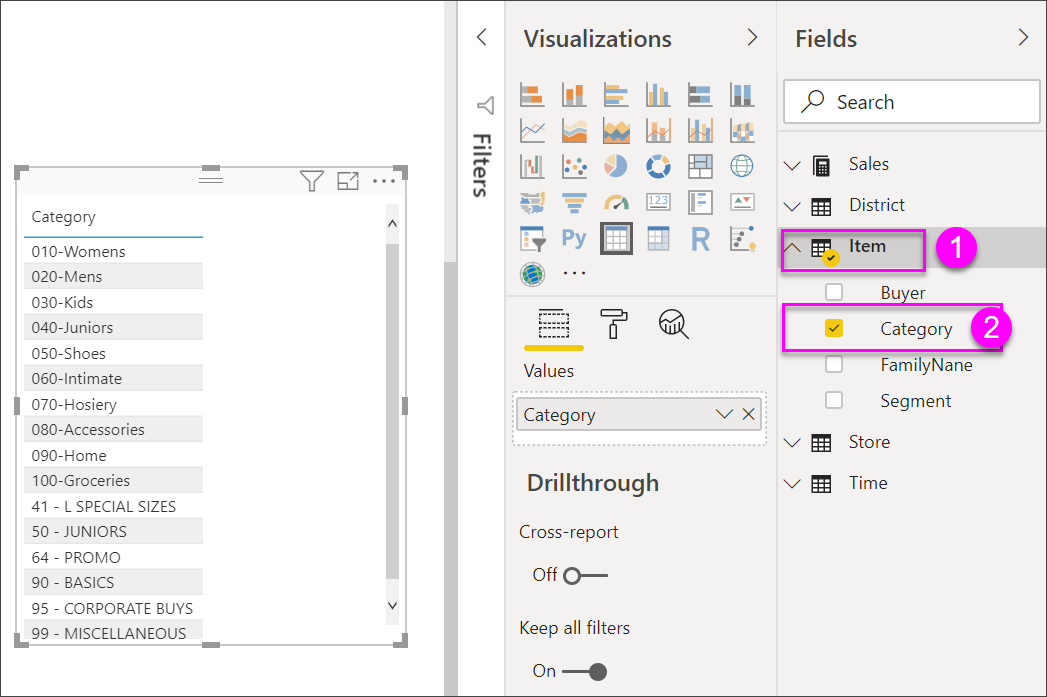 Category
010-Womens
020-Mens
030-Kids
040-Juniors
050-Shoes
060-Intimate
070-Hosiery
080-Accessories
090-Home
100-Groceries
41 - L SPECIAL SIZES
50 - JUNIORS
64 - PROMO
90 - BASICS
95 - CORPORATE BUYS
99 - MISCELLANEOUS
Filters
Visualizations
123
Py
R
Values
Category
Drillthrough
Cross-report
Off
Keep all filters
On
Fields
Search
Sales
District
Item
1
Buyer
Category
2
FamilyNane
Segment
Store
Time